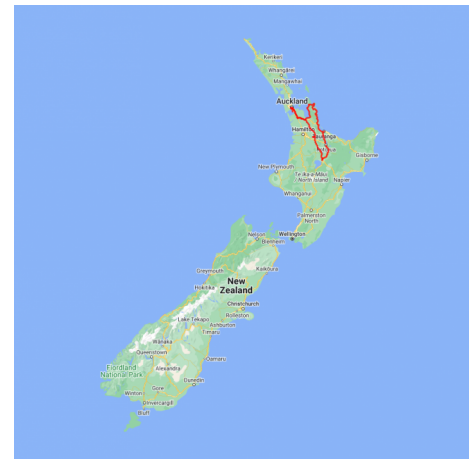 Kerikeri
Whangārei
Mangawhai
Auckland
Hamilton
Tauranga
Gisborne
New Plymouth
Te Ika-a-Māui
North Island
Napier
Whanganui
Palmerston
North
Nelson
Wellington
Blenheim
Greymouth
Kaikōura
Hokitika
New
Zealand
Christchurch
Lake Tekapo
Rolleston
Ashburton
Timaru
Wānaka
Queenstown
Oamaru
Fiordland
National Park
Alexandra
Dunedin
Gore
Winton
Invercargill
Bluff